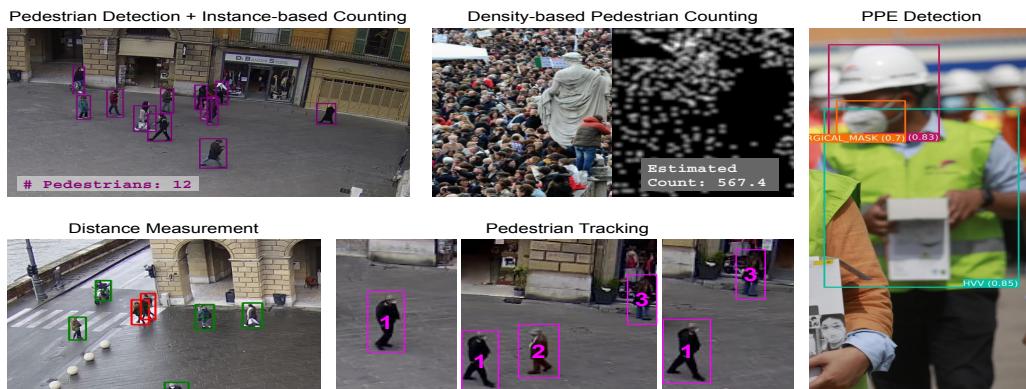 Pedestrian Detection + Instance-based Counting
# Pedestrians: 12
Density-based Pedestrian Counting
Estimated
Count: 567.4
PPE Detection
RGICAL_MASK (0.7) (0.83)
HVV (0.85)
Distance Measurement
Pedestrian Tracking
1
1
2
3
1
3